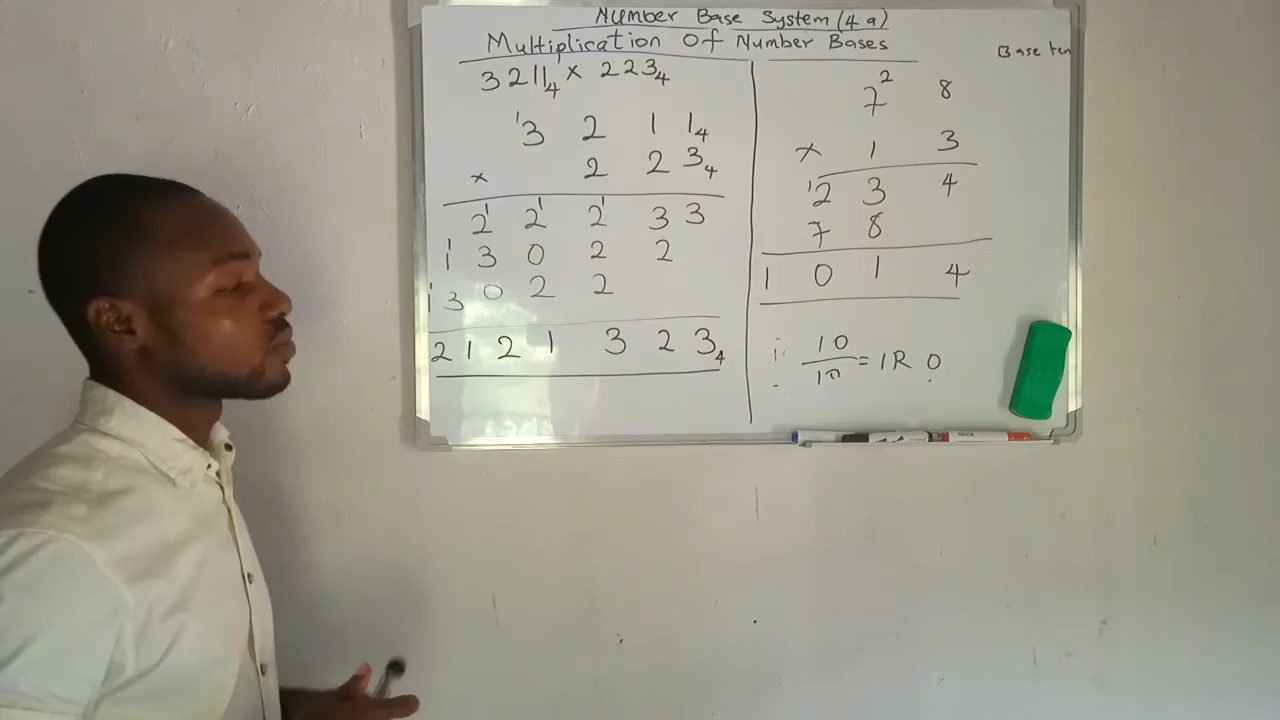 Number Base System (4a)
Multiplication Of Number Bases
3211₄ x 223₄
¹3 2 1 1₄
x 2 2 3₄
2¹ 2¹ 2¹ 3 3
1 3 0 2 2
1 3 0 2 2
2 1 2 1 3 2 3₄
Base ten
7² 8
x 1 3
¹2 3 4
7 8
1 0 1 4
∴ 10/10 = 1R 0